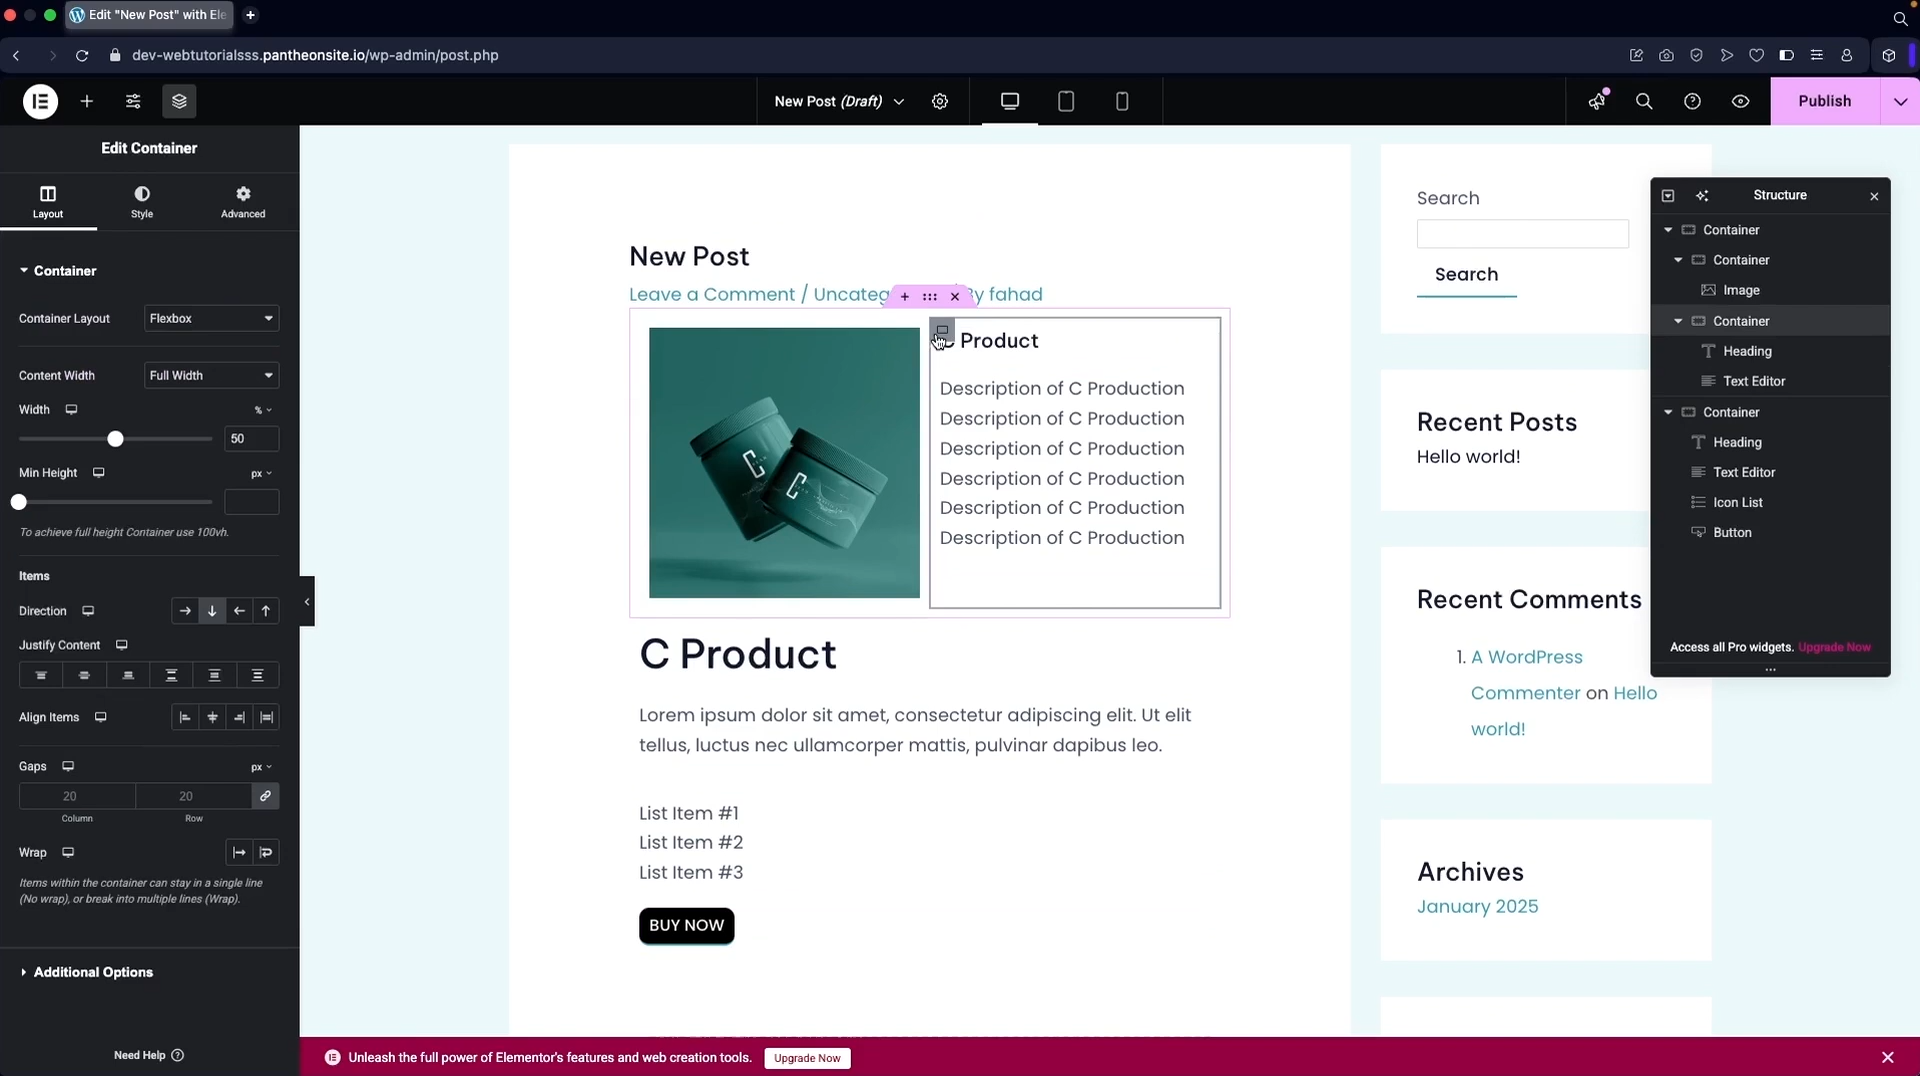 Edit "New Post" with Ele
dev-webtutorialsss.pantheonsite.io/wp-admin/post.php
New Post (Draft)
Publish
Edit Container
Layout
Style
Advanced
Container
Container Layout
Flexbox
Content Width
Full Width
Width
%
50
Min Height
px
To achieve full height Container use 100vh.
Items
Direction
Justify Content
Align Items
Gaps
px
20
20
Column
Row
Wrap
Items within the container can stay in a single line
(No wrap), or break into multiple lines (Wrap).
Additional Options
Need Help
New Post
Leave a Comment / Uncateg By fahad
C
C
C Product
Description of C Production
Description of C Production
Description of C Production
Description of C Production
Description of C Production
Description of C Production
C Product
Lorem ipsum dolor sit amet, consectetur adipiscing elit. Ut elit
tellus, luctus nec ullamcorper mattis, pulvinar dapibus leo.
List Item #1
List Item #2
List Item #3
BUY NOW
Search
Search
Recent Posts
Hello world!
Recent Comments
1. A WordPress
Commenter on Hello
world!
Archives
January 2025
Structure
Container
Container
Image
Container
Heading
Text Editor
Container
Heading
Text Editor
Icon List
Button
Access all Pro widgets. Upgrade Now
Unleash the full power of Elementor's features and web creation tools.
Upgrade Now